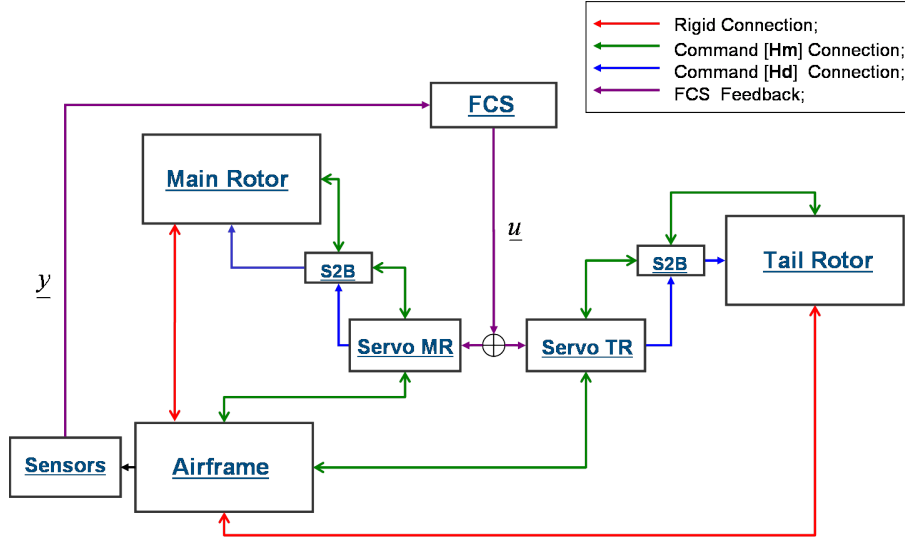 Rigid Connection;
Command [Hm] Connection;
Command [Hd] Connection;
FCS Feedback;
FCS
Main Rotor
u
y
S2B
S2B
Tail Rotor
Servo MR
Servo TR
Sensors
Airframe